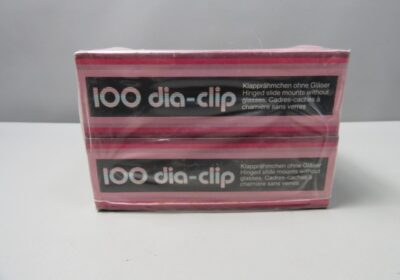 100 dia-clip
Klapprähmchen ohne Gläser
Hinged slide mounts without
glasses. Cadres-caches à
charnière sans verres
100 dia-clip
Klapprähmchen ohne Gläser
Hinged slide mounts without
glasses. Cadres-caches à
charnière sans verres